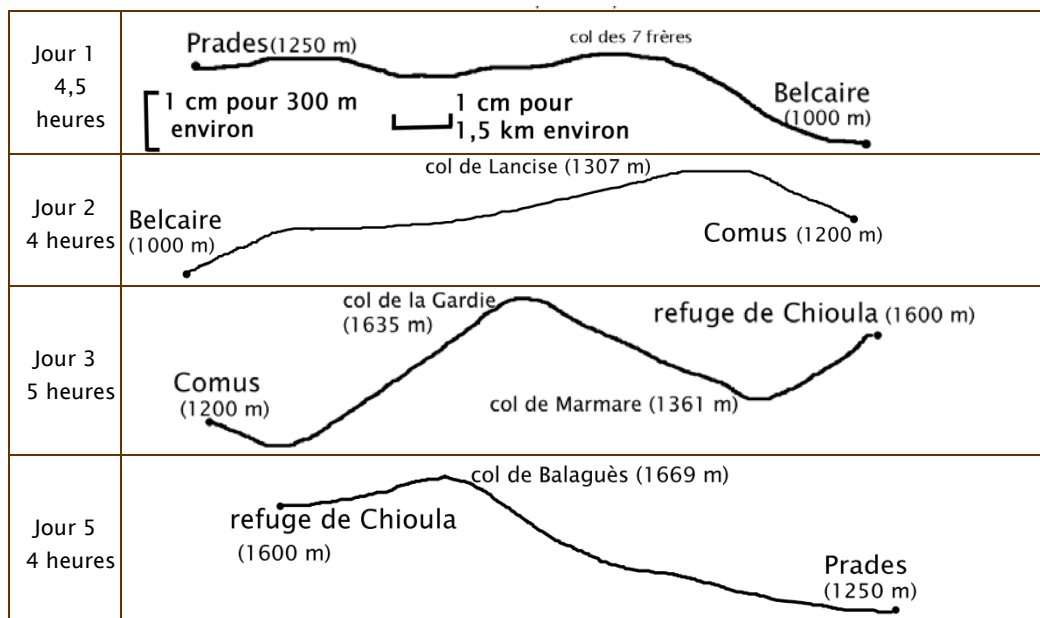 Jour 1
4,5
heures
Prades (1250 m)
col des 7 frères
1 cm pour 300 m
environ
1 cm pour
1,5 km environ
Belcaire
(1000 m)
Jour 2
4 heures
Belcaire
(1000 m)
col de Lancise (1307 m)
Comus (1200 m)
Jour 3
5 heures
Comus
(1200 m)
col de la Gardie
(1635 m)
col de Marmare (1361 m)
refuge de Chioula (1600 m)
Jour 5
4 heures
refuge de Chioula
(1600 m)
col de Balaguès (1669 m)
Prades
(1250 m)